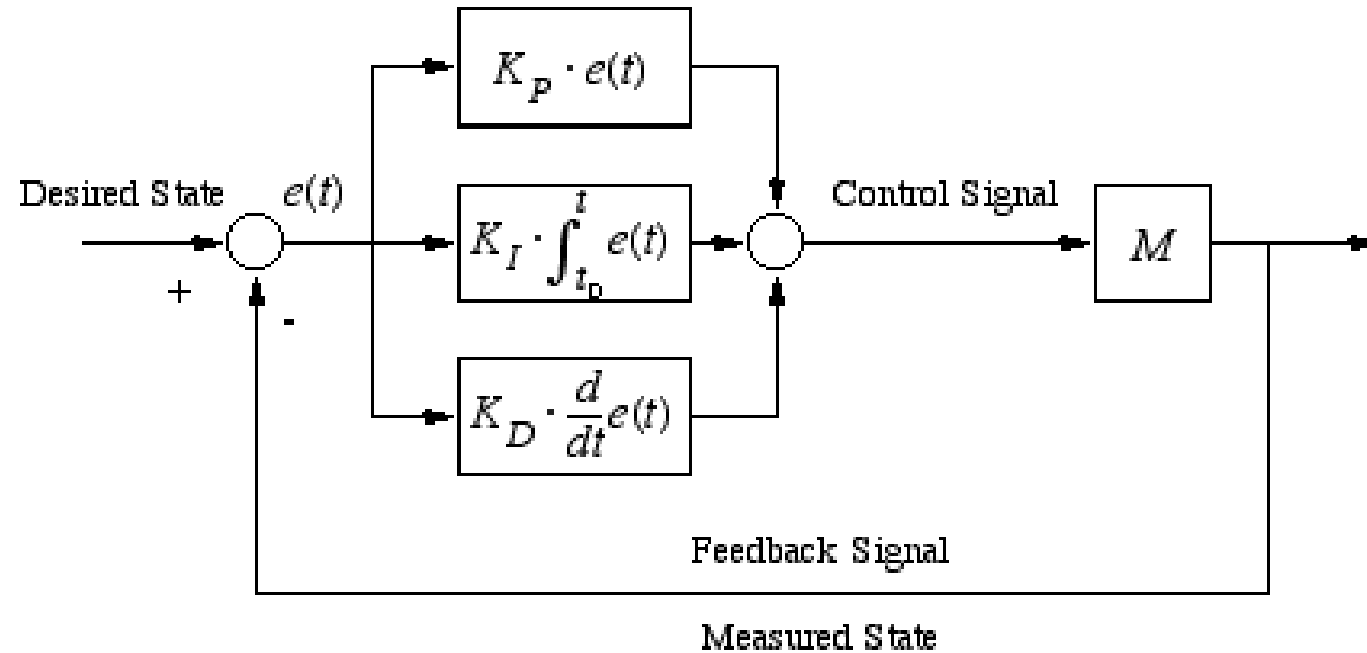 K_P · e(t)
Desired State
e(t)
+
-
K_I · ∫_{t_0}^{t} e(t)
Control Signal
M
K_D · d/dt e(t)
Feedback Signal
Measured State